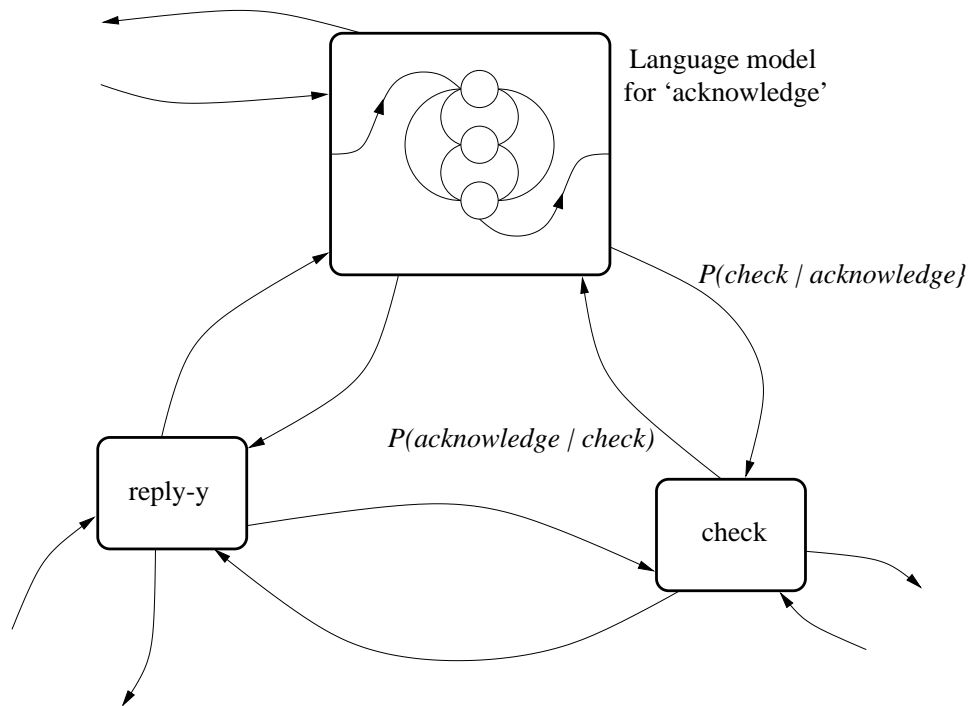 Language model
for ‘acknowledge’
P(check | acknowledge}
P(acknowledge | check)
reply-y
check